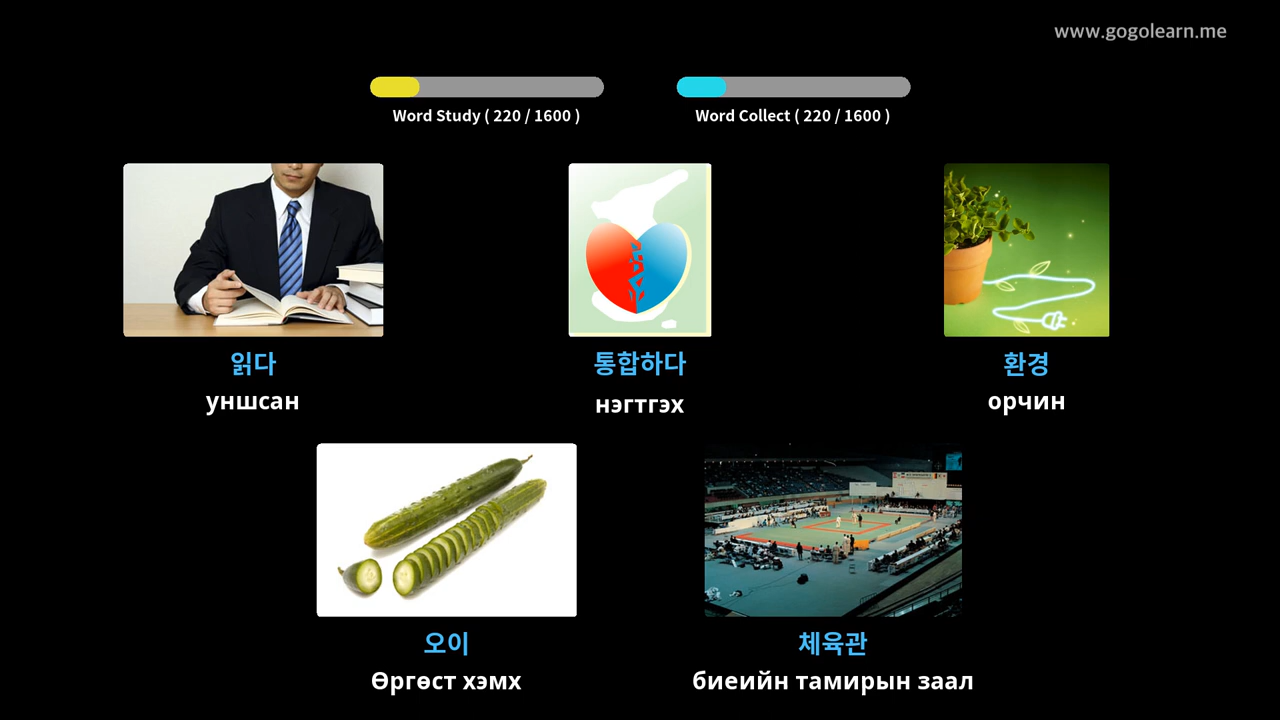 www.gogolearn.me
Word Study ( 220 / 1600 )
Word Collect ( 220 / 1600 )
읽다
통합하다
환경
уншсан
нэгтгэх
орчин
오이
체육관
Өргөст хэмх
биеийн тамирын заал